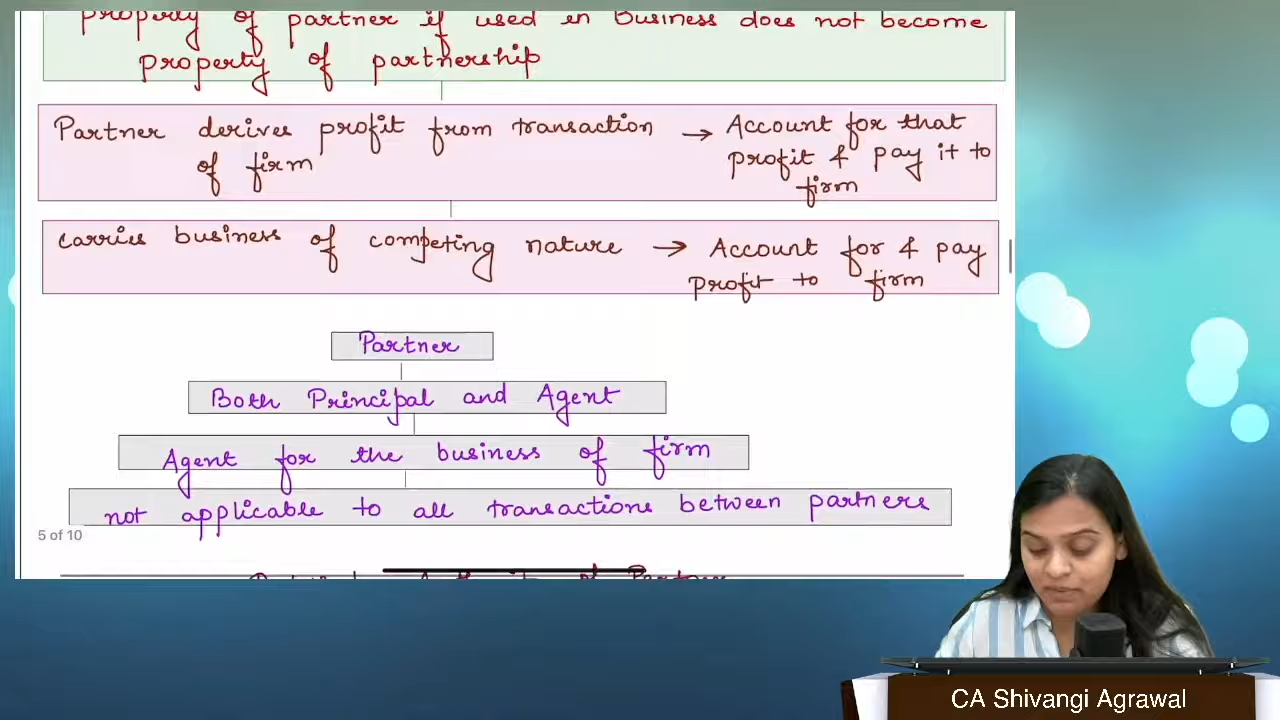 property of partner if used in Business does not become
property of partnership
Partner derives profit from transaction → Account for that
of firm profit & pay it to
firm
carries business of competing nature → Account for & pay
profit to firm
Partner
Both Principal and Agent
Agent for the business of firm
not applicable to all transactions between partners
5 of 10
CA Shivangi Agrawal